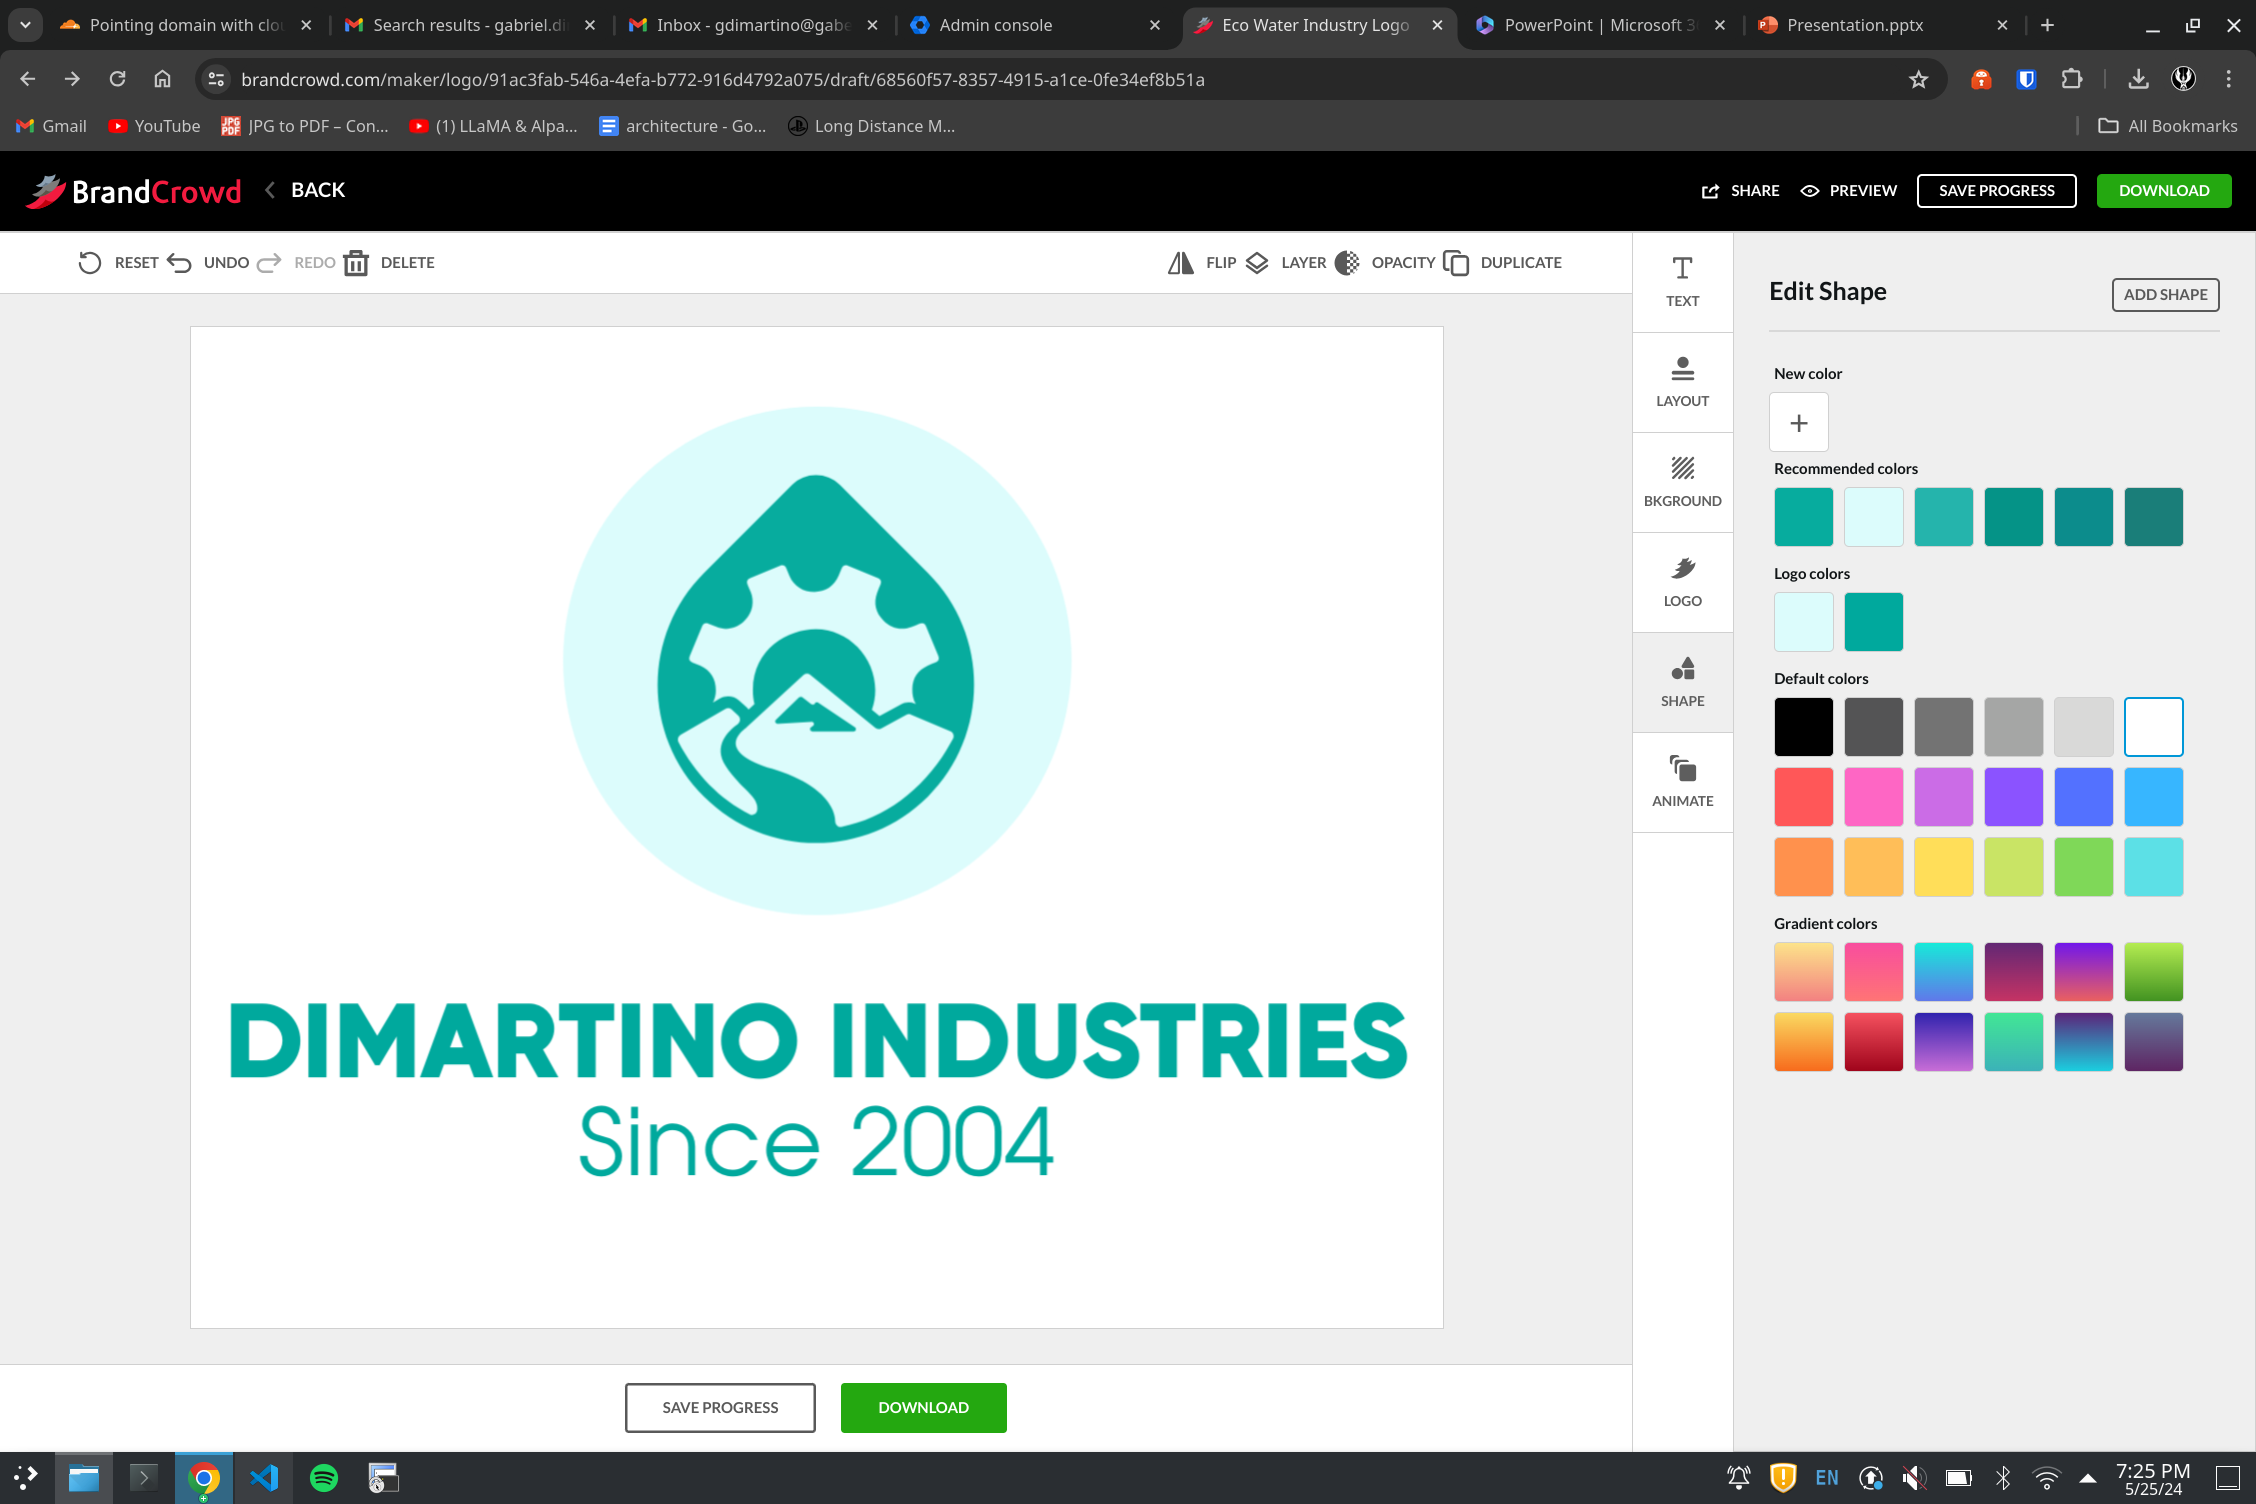 Pointing domain with clou
Search results - gabriel.di
Inbox - gdimartino@gabe
Admin console
Eco Water Industry Logo
PowerPoint | Microsoft 3
Presentation.pptx
brandcrowd.com/maker/logo/91ac3fab-546a-4efa-b772-916d4792a075/draft/68560f57-8357-4915-a1ce-0fe34ef8b51a
Gmail
YouTube
JPG to PDF – Con...
(1) LLaMA & Alpa...
architecture - Go...
Long Distance M...
All Bookmarks
BrandCrowd
BACK
SHARE
PREVIEW
SAVE PROGRESS
DOWNLOAD
RESET
UNDO
REDO
DELETE
FLIP
LAYER
OPACITY
DUPLICATE
TEXT
LAYOUT
BKGROUND
LOGO
SHAPE
ANIMATE
Edit Shape
ADD SHAPE
New color
+
Recommended colors
Logo colors
Default colors
Gradient colors
DIMARTINO INDUSTRIES
Since 2004
SAVE PROGRESS
DOWNLOAD
EN
7:25 PM
5/25/24